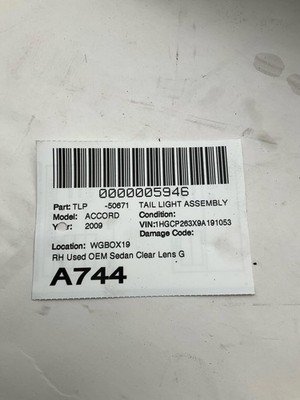 0000005946
Part: TLP -50671 TAIL LIGHT ASSEMBLY
Model: ACCORD Condition:
Year: 2009 VIN:1HGCP263X9A191053
Damage Code:
Location: WGBOX19
RH Used OEM Sedan Clear Lens G
A744